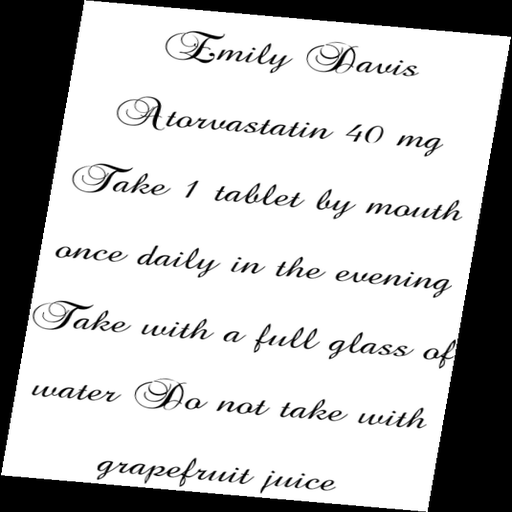 Emily Davis
Atorvastatin 40 mg
Take 1 tablet by mouth
once daily in the evening
Take with a full glass of
water Do not take with
grapefruit juice